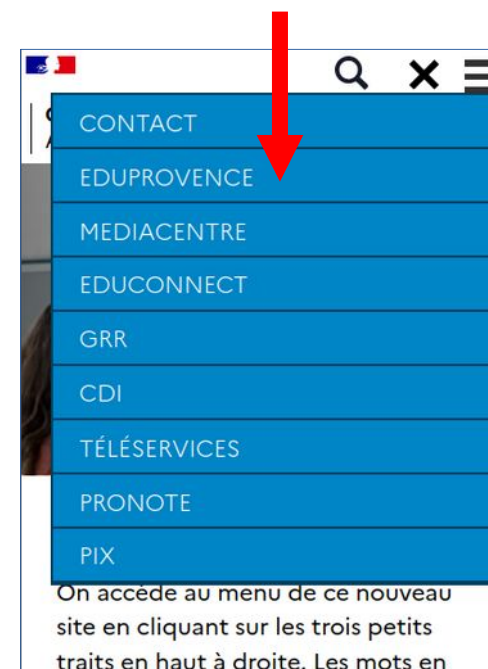 CONTACT
EDUPROVENCE
MEDIACENTRE
EDUCONNECT
GRR
CDI
TÉLÉSERVICES
PRONOTE
PIX
On accède au menu de ce nouveau
site en cliquant sur les trois petits
traits en haut à droite. Les mots en